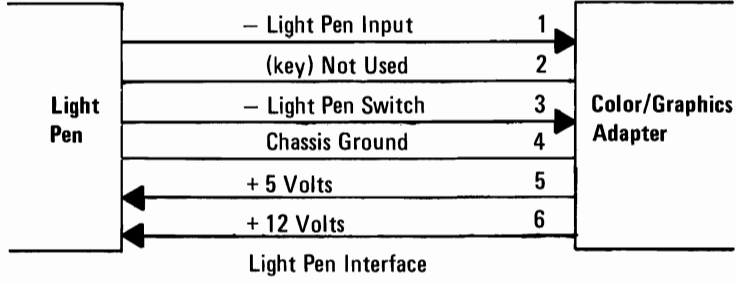 – Light Pen Input 1
(key) Not Used 2
Light – Light Pen Switch 3 Color/Graphics
Pen Chassis Ground 4 Adapter
+ 5 Volts 5
+ 12 Volts 6
Light Pen Interface